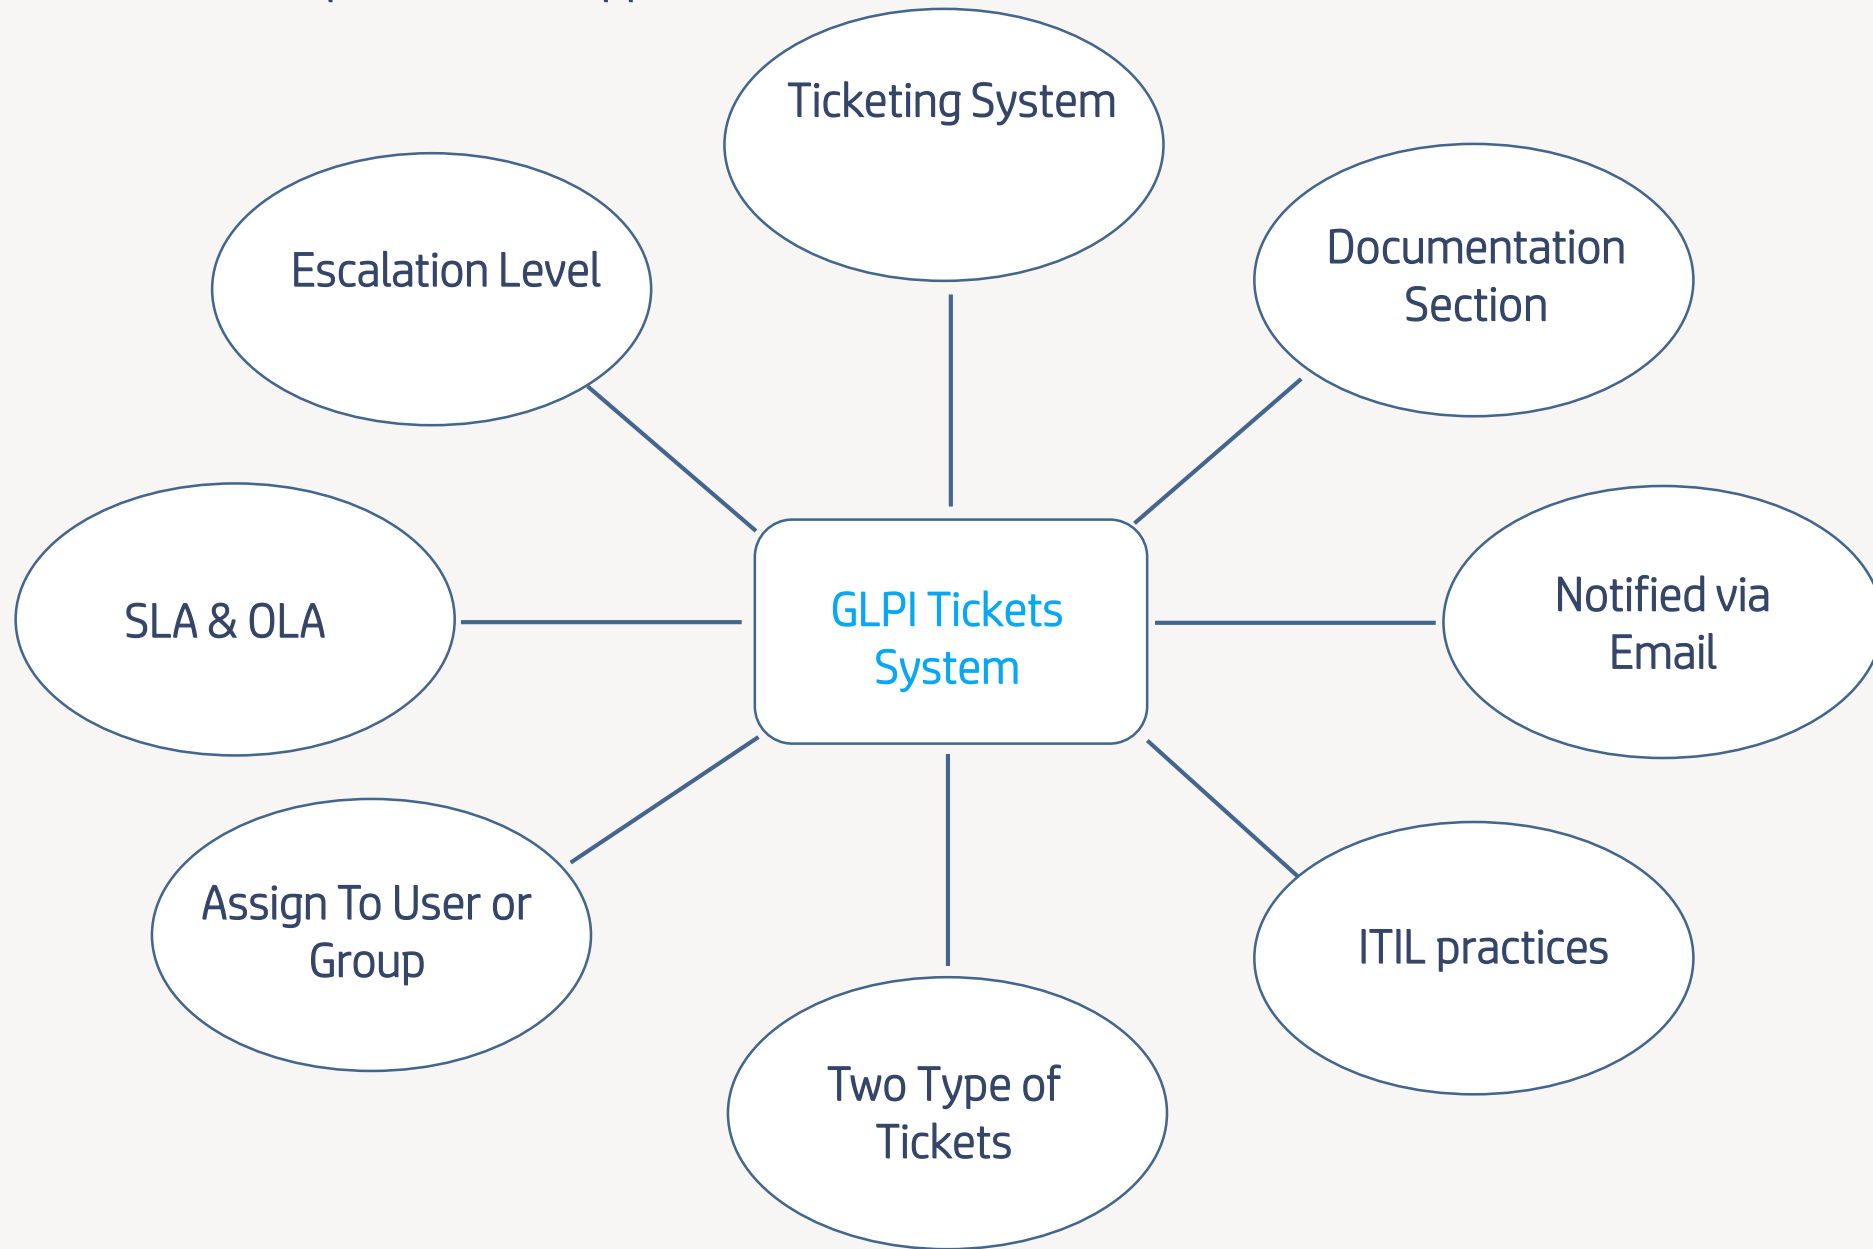 Ticketing System
Documentation
Section
Escalation Level
Notified via
Email
GLPI Tickets
System
SLA & OLA
Assign To User or
Group
ITIL practices
Two Type of
Tickets